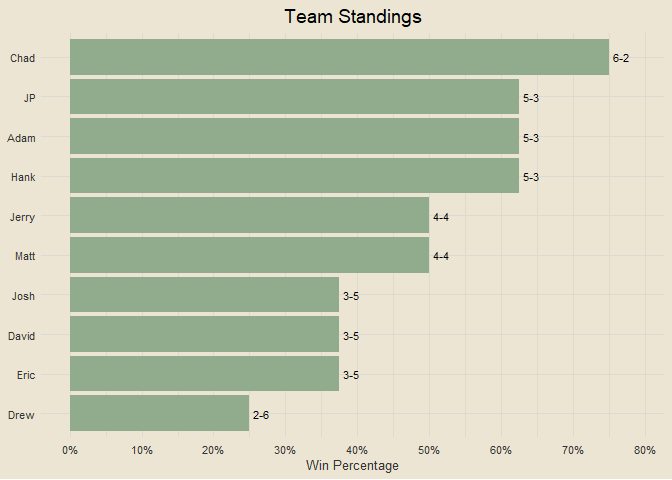 Team Standings
Chad 6-2
JP 5-3
Adam 5-3
Hank 5-3
Jerry 4-4
Matt 4-4
Josh 3-5
David 3-5
Eric 3-5
Drew 2-6
0% 10% 20% 30% 40% 50% 60% 70% 80%
Win Percentage